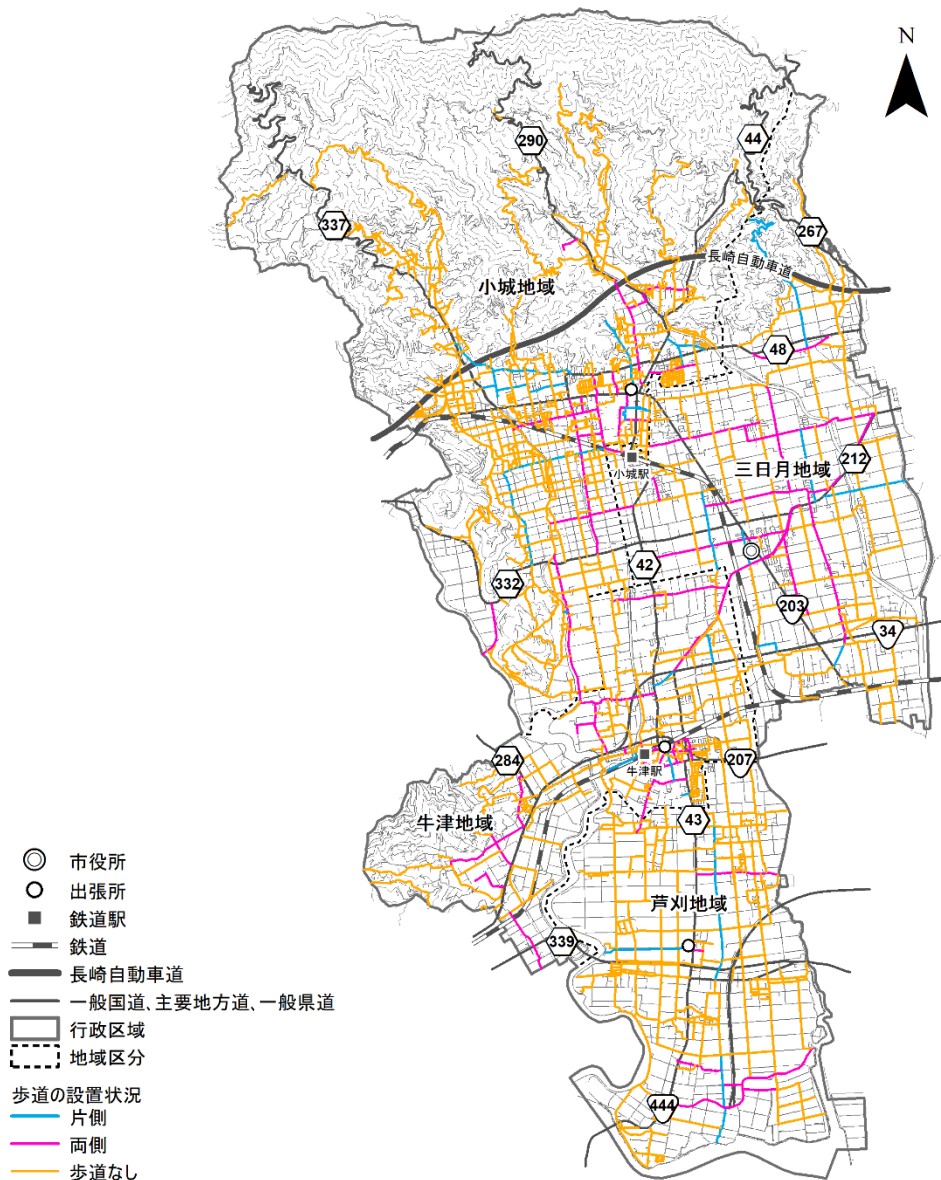 N
44
290
267
337
長崎自動車道
小城地域
48
212
三日月地域
小城駅
42
332
203
34
284
207
牛津駅
43
牛津地域
芦刈地域
339
444
市役所
出張所
鉄道駅
鉄道
長崎自動車道
一般国道、主要地方道、一般県道
行政区域
地域区分
歩道の設置状況
片側
両側
歩道なし